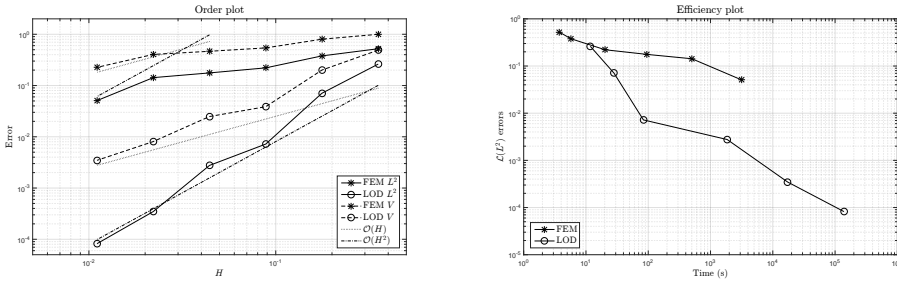 Order plot
Error
10^0
10^-1
10^-2
10^-3
10^-4
10^-2
10^-1
H
FEM L^2
LOD L^2
FEM V
LOD V
O(H)
O(H^2)
Efficiency plot
L(L^2) errors
10^0
10^-1
10^-2
10^-3
10^-4
10^-5
10^0
10^1
10^2
10^3
10^4
10^5
10^6
Time (s)
FEM
LOD